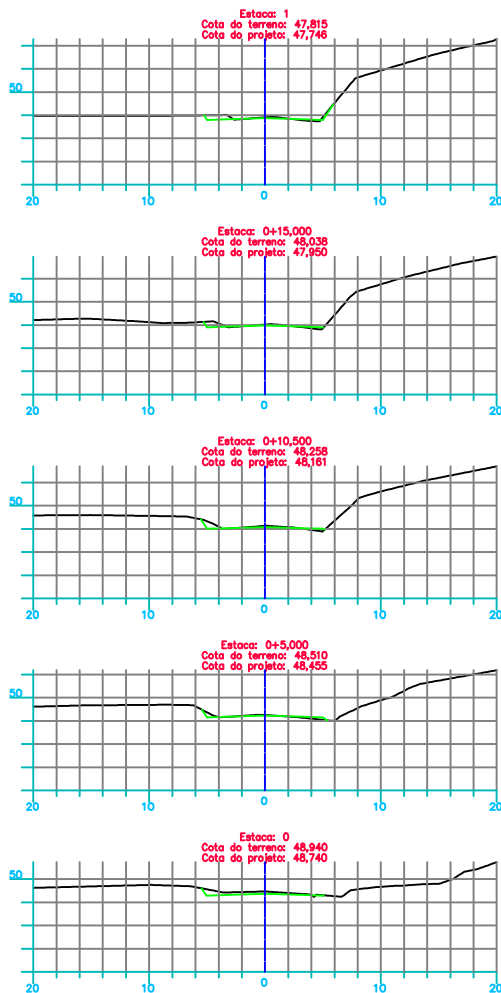 Estaca: 1
Cota do terreno: 47,815
Cota do projeto: 47,746
50
20 10 0 10 20
Estaca: 0+15,000
Cota do terreno: 48,038
Cota do projeto: 47,950
50
20 10 0 10 20
Estaca: 0+10,500
Cota do terreno: 48,258
Cota do projeto: 48,161
50
20 10 0 10 20
Estaca: 0+5,000
Cota do terreno: 48,510
Cota do projeto: 48,455
50
20 10 0 10 20
Estaca: 0
Cota do terreno: 48,940
Cota do projeto: 48,740
50
20 10 0 10 20